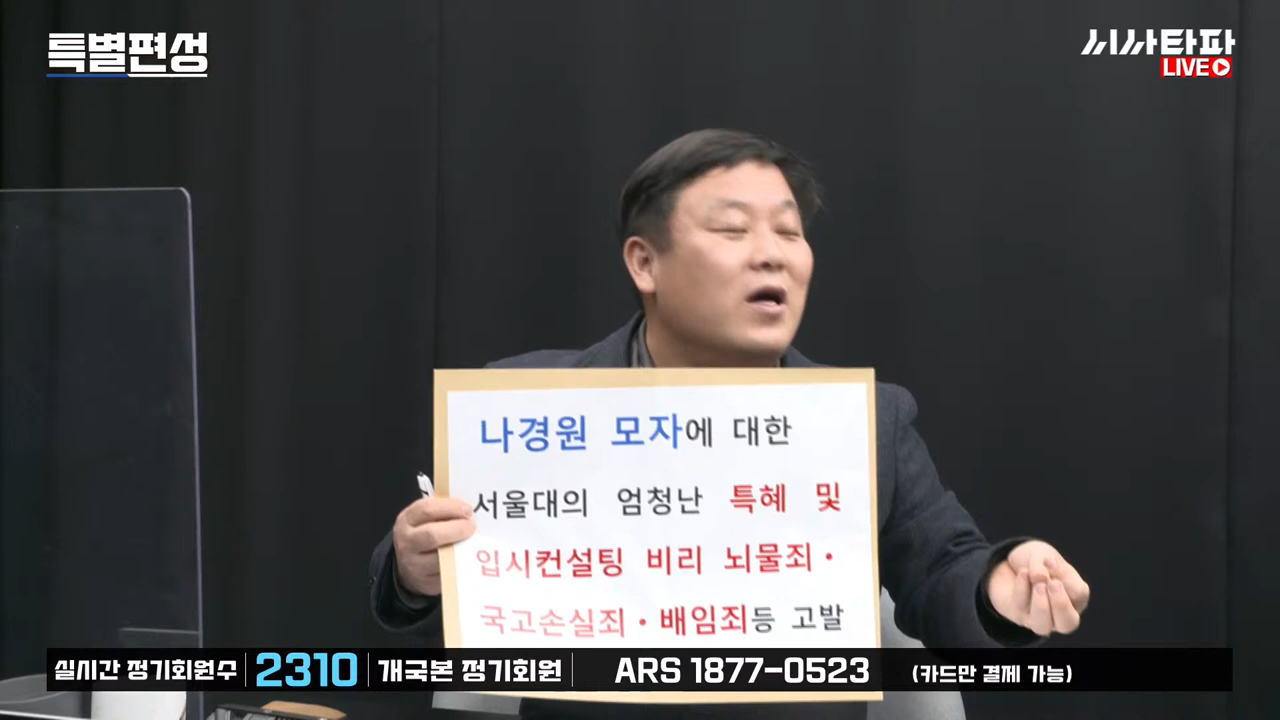 특별편성
씨싸타파
LIVE
나경원 모자에 대한
서울대의 엄청난 특혜 및
입시컨설팅 비리 뇌물죄·
국고손실죄·배임죄등 고발
실시간 정기회원수 2310 개국본 정기회원 ARS 1877-0523 (카드만 결제 가능)